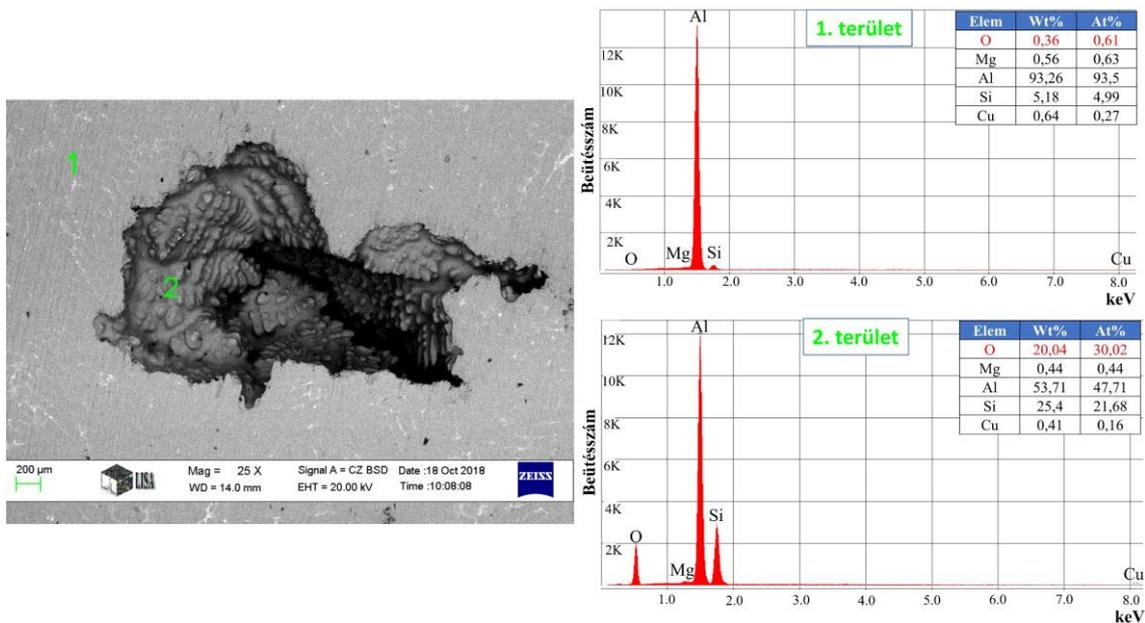 1
2
200 µm
LISA
Mag = 25 X
WD = 14.0 mm
Signal A = CZ BSD
EHT = 20.00 kV
Date :18 Oct 2018
Time :10:08:08
ZEISS
1. terület
Elem Wt% At%
O 0,36 0,61
Mg 0,56 0,63
Al 93,26 93,5
Si 5,18 4,99
Cu 0,64 0,27
Beütésszám
12K
10K
8K
6K
4K
2K
Al
O Mg Si Cu
1.0 2.0 3.0 4.0 5.0 6.0 7.0 8.0
keV
2. terület
Elem Wt% At%
O 20,04 30,02
Mg 0,44 0,44
Al 53,71 47,71
Si 25,4 21,68
Cu 0,41 0,16
Beütésszám
12K
10K
8K
6K
4K
2K
Al
O Mg Si Cu
1.0 2.0 3.0 4.0 5.0 6.0 7.0 8.0
keV